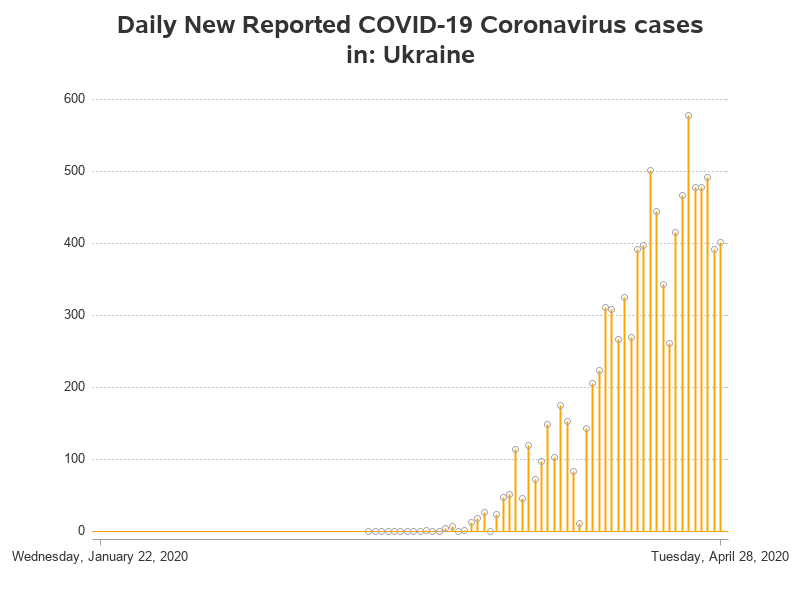 Daily New Reported COVID-19 Coronavirus cases
in: Ukraine
600
500
400
300
200
100
0
Wednesday, January 22, 2020
Tuesday, April 28, 2020